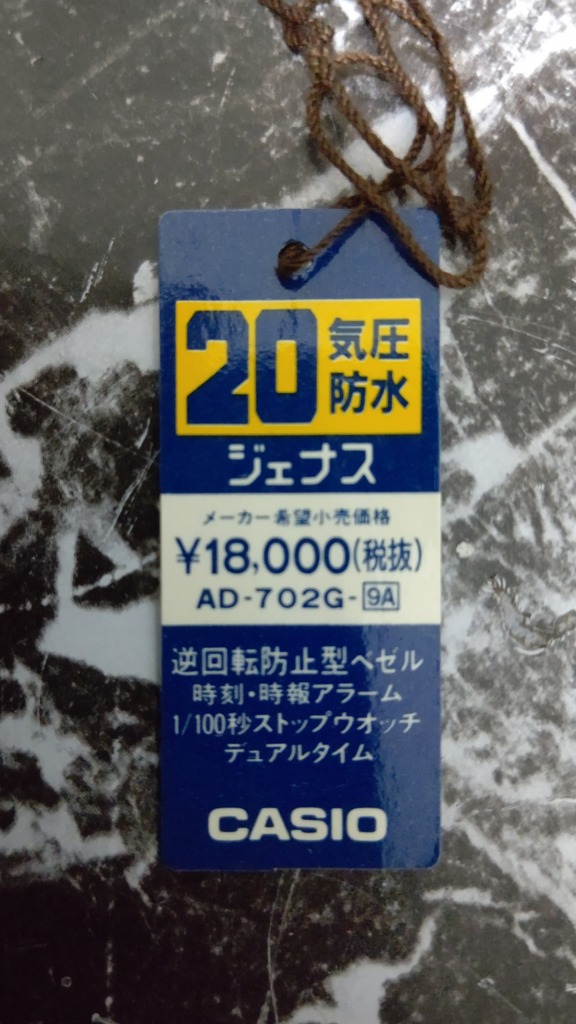 20 気圧
防水
ジェナス
メーカー希望小売価格
¥18,000(税抜)
AD-702G-9A
逆回転防止型ベゼル
時刻・時報アラーム
1/100秒ストップウオッチ
デュアルタイム
CASIO